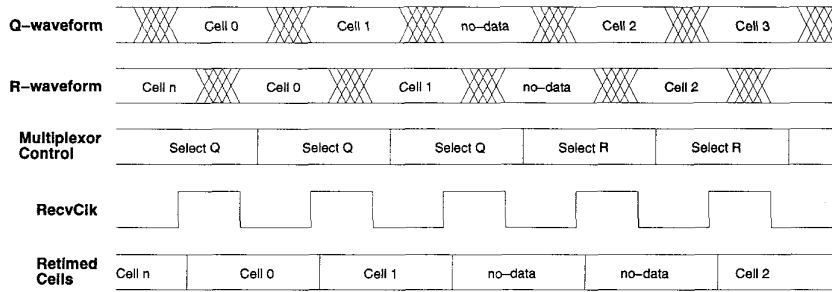 Q-waveform Cell 0 Cell 1 no-data Cell 2 Cell 3
R-waveform Cell n Cell 0 Cell 1 no-data Cell 2
Multiplexor
Control Select Q Select Q Select Q Select R Select R
RecvClk
Retimed
Cells Cell n Cell 0 Cell 1 no-data no-data Cell 2